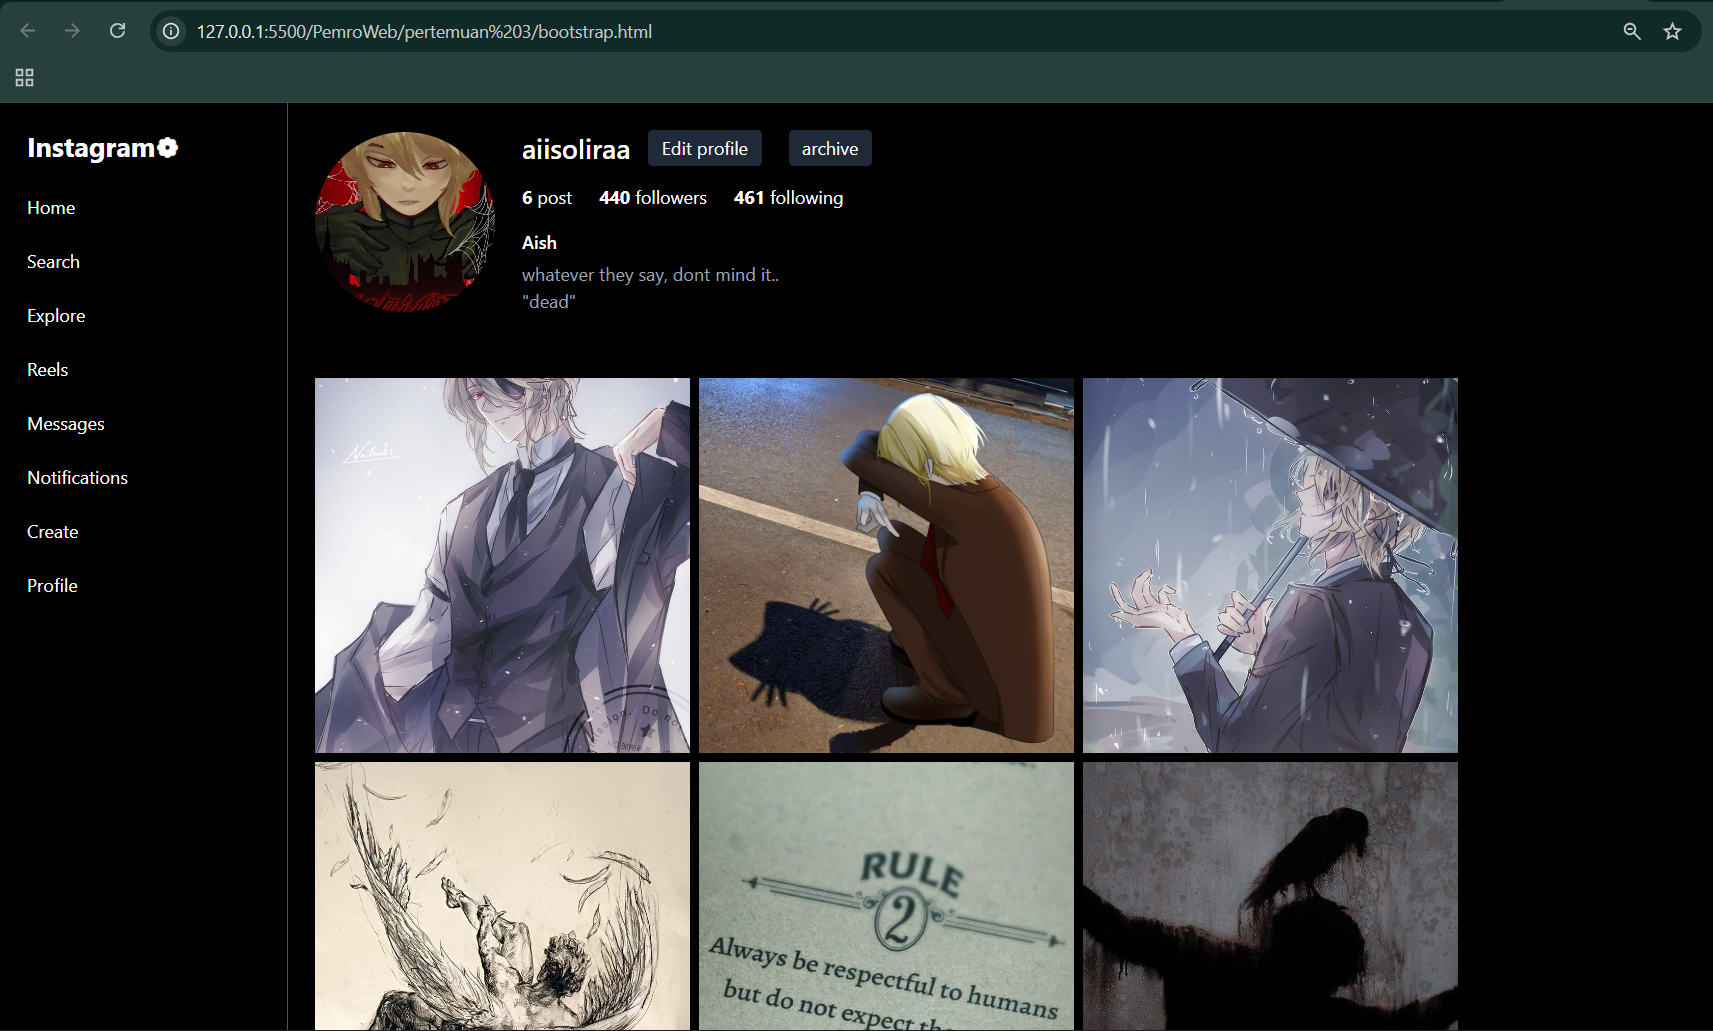 127.0.0.1:5500/PemroWeb/pertemuan%203/bootstrap.html
Instagram
Home
Search
Explore
Reels
Messages
Notifications
Create
Profile
aiisoliraa Edit profile archive
6 post 440 followers 461 following
Aish
whatever they say, dont mind it..
"dead"
RULE
2
Always be respectful to humans
but do not expect